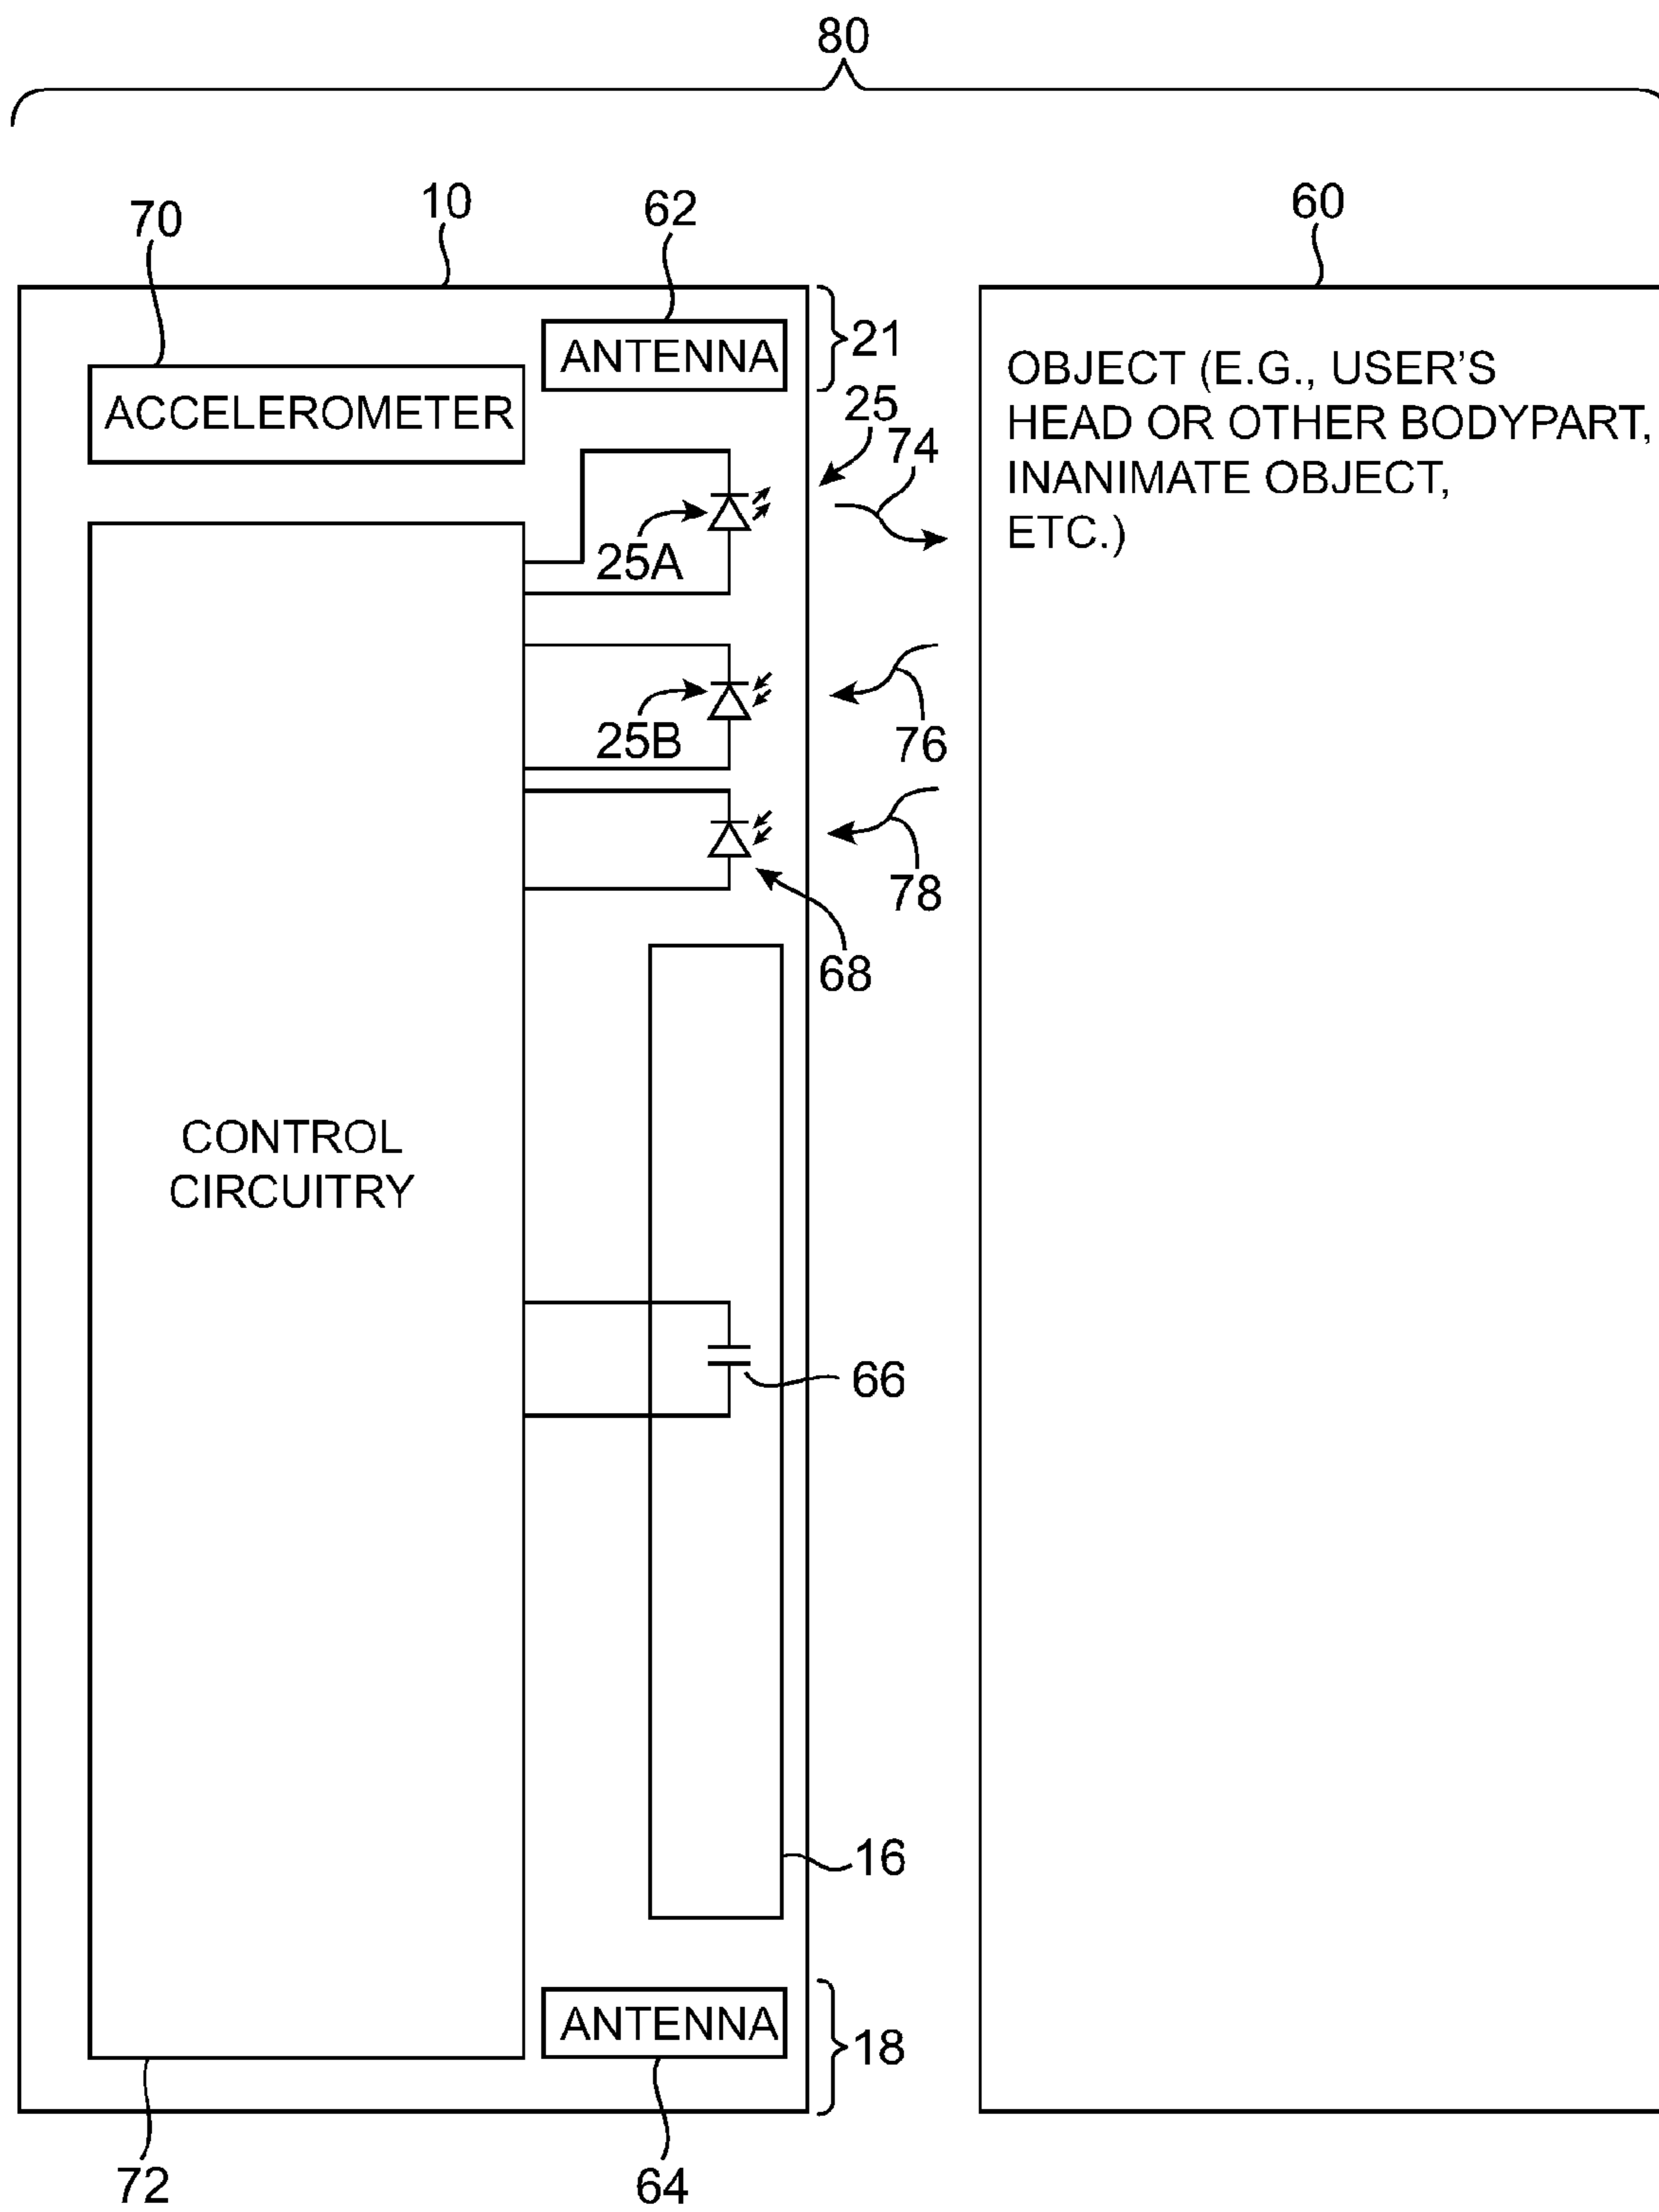 80
70
10
62
60
ANTENNA
21
ACCELEROMETER
25
74
OBJECT (E.G., USER'S
HEAD OR OTHER BODYPART,
INANIMATE OBJECT,
ETC.)
25A
25B
76
78
68
CONTROL
CIRCUITRY
66
16
ANTENNA
18
72
64